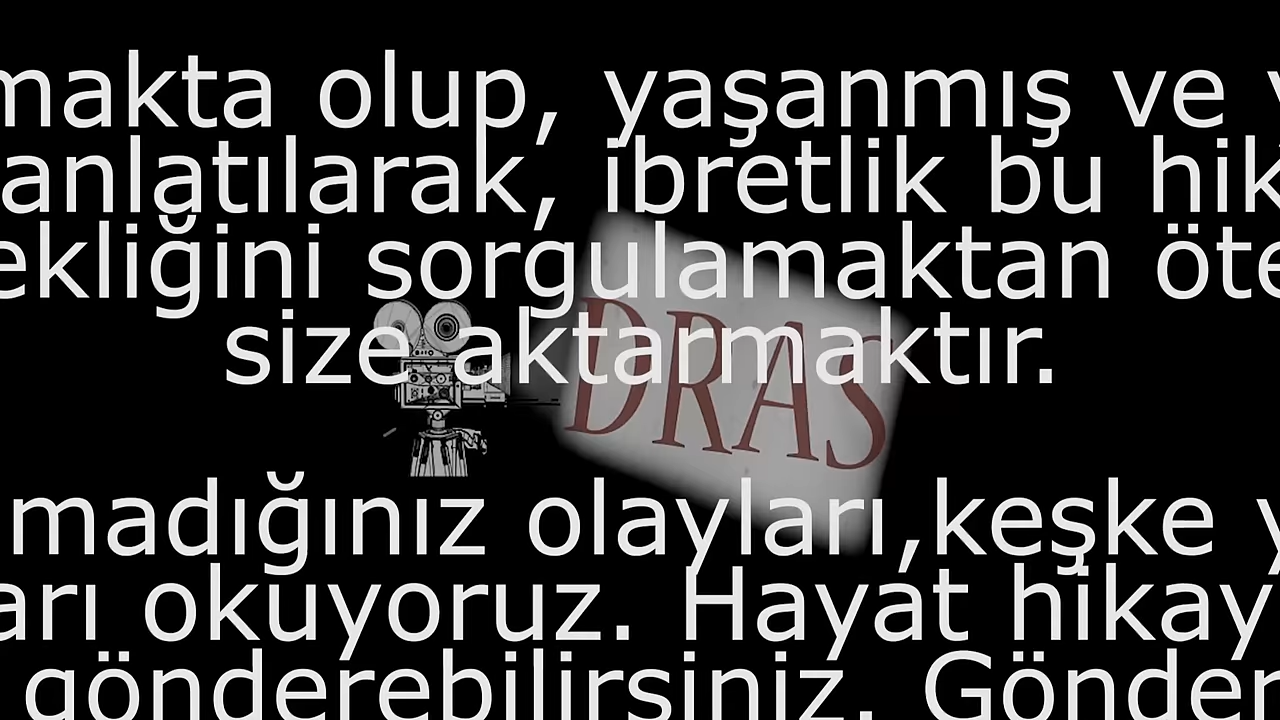 makta olup, yaşanmış ve y
anlatılarak, ibretlik bu hik
ekliğini sorgulamaktan öte
size aktarmaktır.
DRAS
madığınız olayları,keşke y
arı okuyoruz. Hayat hikay
gönderebilirsiniz. Gönder